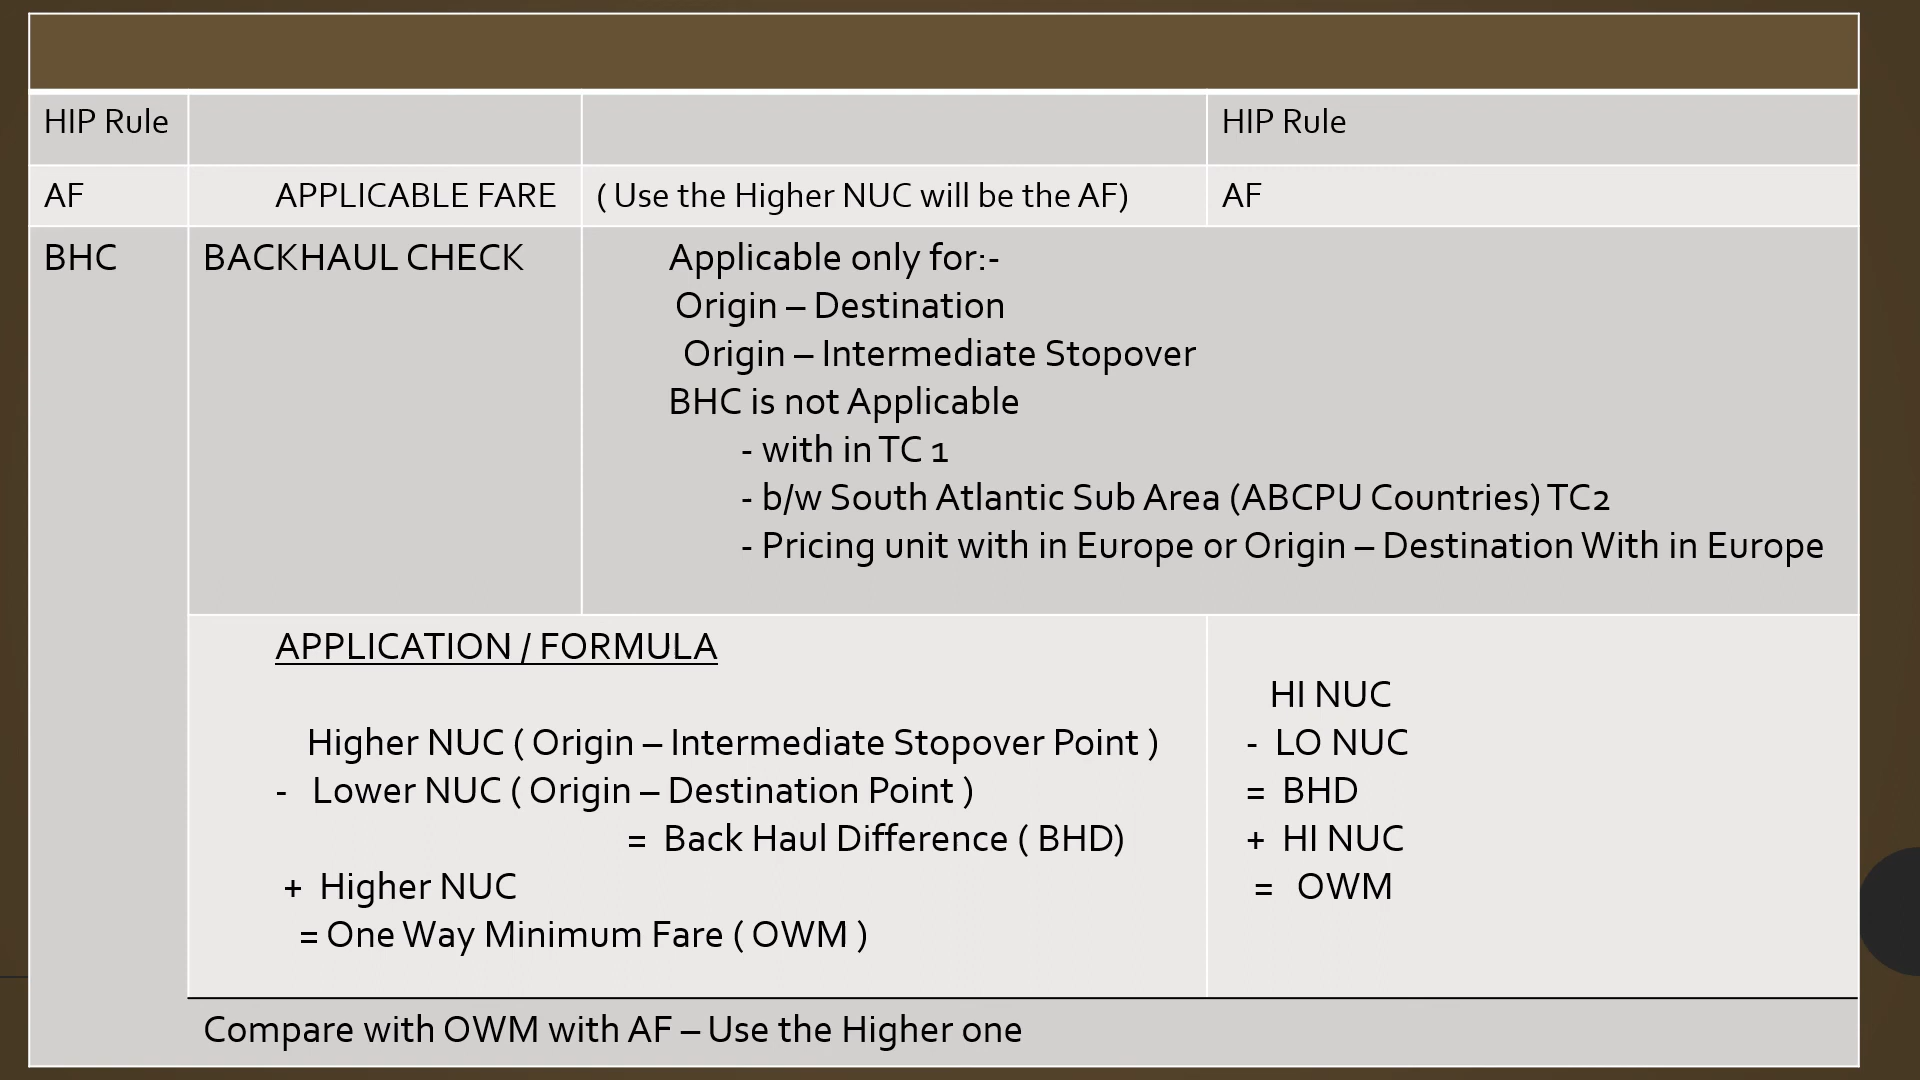 HIP Rule
HIP Rule
AF
APPLICABLE FARE
( Use the Higher NUC will be the AF)
AF
BHC
BACKHAUL CHECK
Applicable only for:-
Origin – Destination
Origin – Intermediate Stopover
BHC is not Applicable
- with in TC 1
- b/w South Atlantic Sub Area (ABCPU Countries) TC2
- Pricing unit with in Europe or Origin – Destination With in Europe
APPLICATION / FORMULA
Higher NUC ( Origin – Intermediate Stopover Point )
- Lower NUC ( Origin – Destination Point )
= Back Haul Difference ( BHD)
+ Higher NUC
= One Way Minimum Fare ( OWM )
HI NUC
- LO NUC
= BHD
+ HI NUC
= OWM
Compare with OWM with AF – Use the Higher one